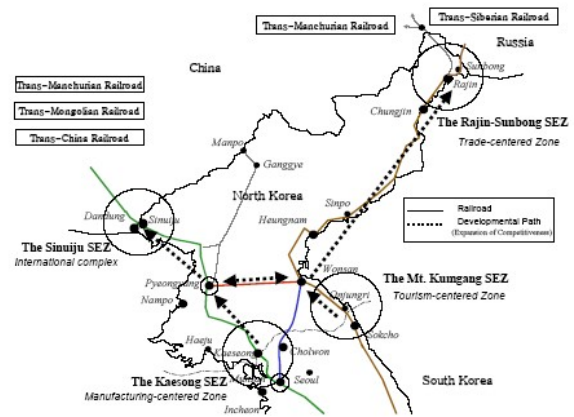 Trans-Manchurian Railroad
Trans-Siberian Railroad
Russia
China
Trans-Manchurian Railroad
Trans-Mongolian Railroad
Trans-China Railroad
Sunbong
Rajin
Chungjin
The Rajin-Sunbong SEZ
Trade-centered Zone
Manpo
Ganggye
North Korea
Sinpo
Heungnam
Railroad
Developmental Path
(Expansion of Competitiveness)
Dandung
Sinuiju
The Sinuiju SEZ
International complex
Pyeongyang
Wonsan
The Mt. Kumgang SEZ
Tourism-centered Zone
Nampo
Onjungri
Sokcho
Haeju
Kaeseong
Cholwon
The Kaesong SEZ
Manufacturing-centered Zone
Seoul
South Korea
Incheon